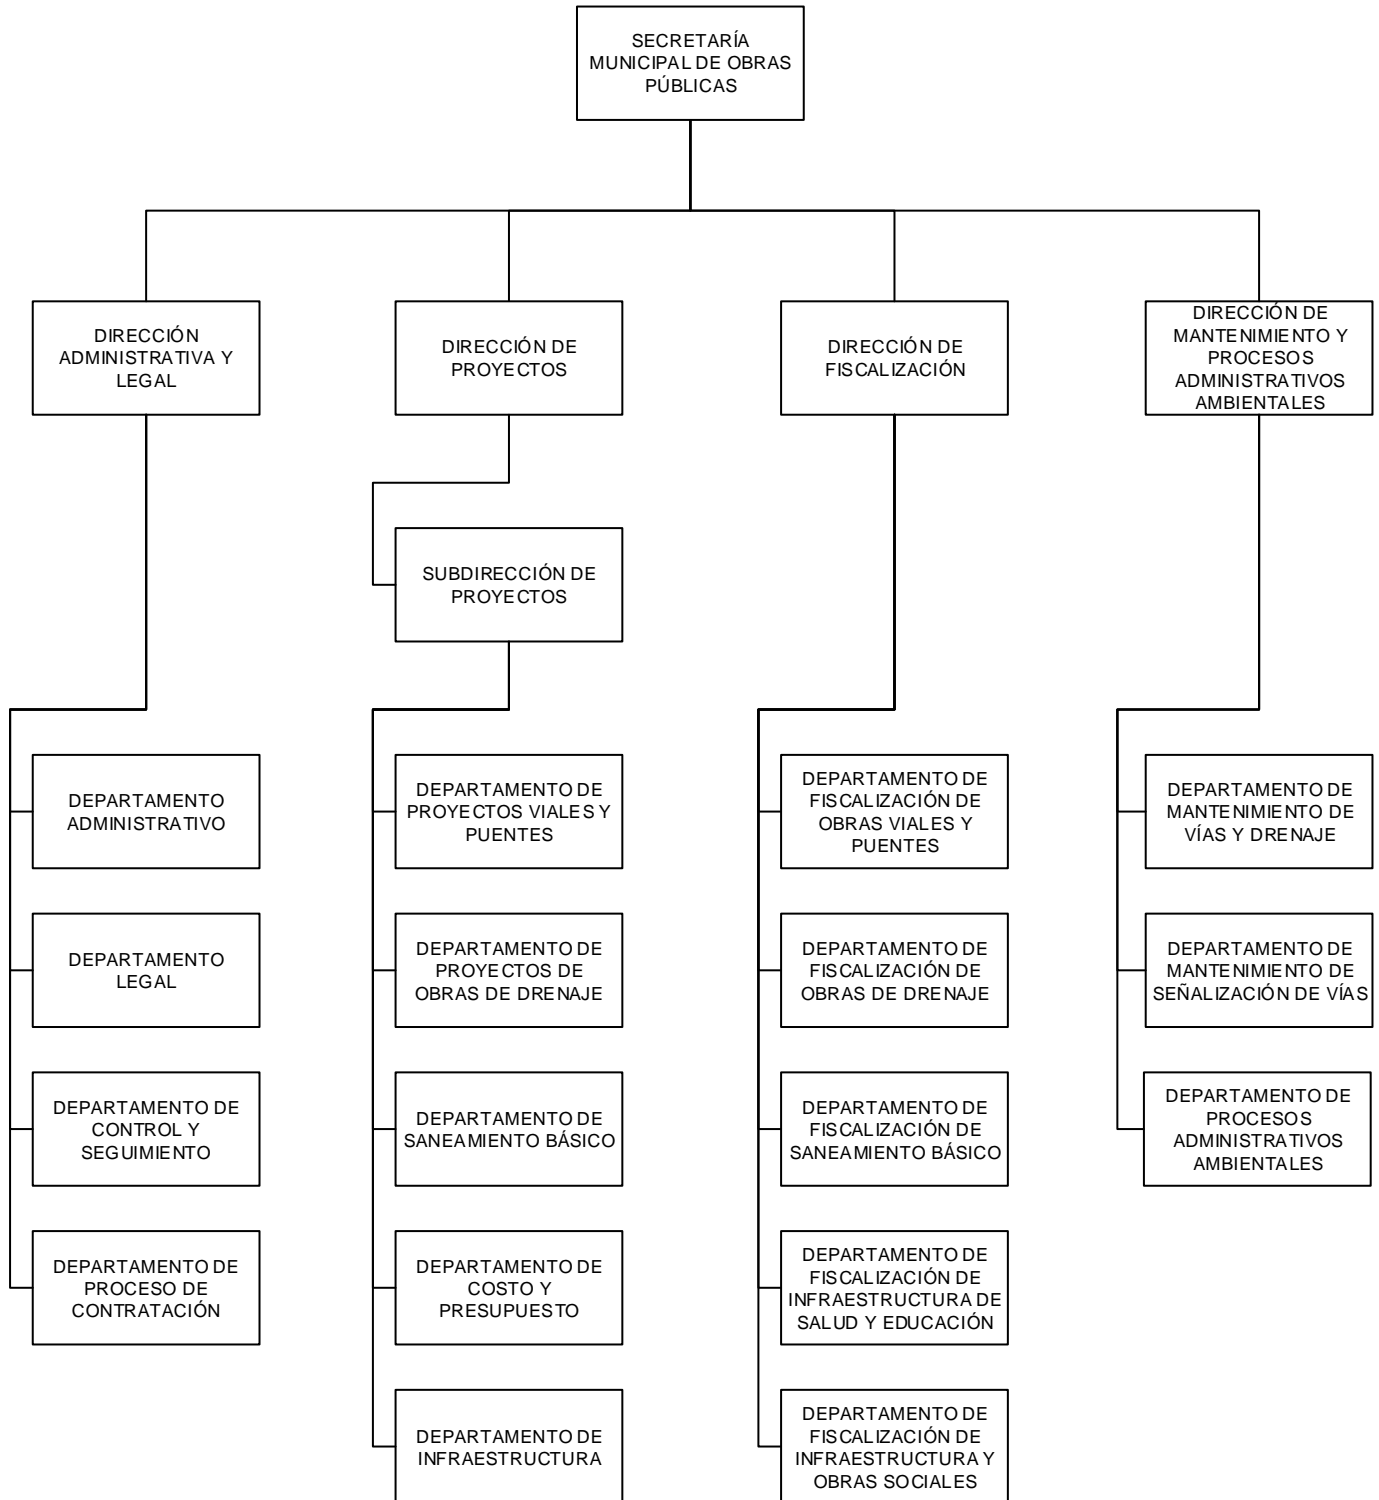 SECRETARÍA
MUNICIPAL DE OBRAS
PÚBLICAS
DIRECCIÓN
ADMINISTRATIVA Y
LEGAL
DIRECCIÓN DE
PROYECTOS
DIRECCIÓN DE
FISCALIZACIÓN
DIRECCIÓN DE
MANTENIMIENTO Y
PROCESOS
ADMINISTRATIVOS
AMBIENTALES
SUBDIRECCIÓN DE
PROYECTOS
DEPARTAMENTO
ADMINISTRATIVO
DEPARTAMENTO DE
PROYECTOS VIALES Y
PUENTES
DEPARTAMENTO DE
FISCALIZACIÓN DE
OBRAS VIALES Y
PUENTES
DEPARTAMENTO DE
MANTENIMIENTO DE
VÍAS Y DRENAJE
DEPARTAMENTO
LEGAL
DEPARTAMENTO DE
PROYECTOS DE
OBRAS DE DRENAJE
DEPARTAMENTO DE
FISCALIZACIÓN DE
OBRAS DE DRENAJE
DEPARTAMENTO DE
MANTENIMIENTO DE
SEÑALIZACIÓN DE VÍAS
DEPARTAMENTO DE
CONTROL Y
SEGUIMIENTO
DEPARTAMENTO DE
SANEAMIENTO BÁSICO
DEPARTAMENTO DE
FISCALIZACIÓN DE
SANEAMIENTO BÁSICO
DEPARTAMENTO DE
PROCESOS
ADMINISTRATIVOS
AMBIENTALES
DEPARTAMENTO DE
PROCESO DE
CONTRATACIÓN
DEPARTAMENTO DE
COSTO Y
PRESUPUESTO
DEPARTAMENTO DE
FISCALIZACIÓN DE
INFRAESTRUCTURA DE
SALUD Y EDUCACIÓN
DEPARTAMENTO DE
INFRAESTRUCTURA
DEPARTAMENTO DE
FISCALIZACIÓN DE
INFRAESTRUCTURA Y
OBRAS SOCIALES